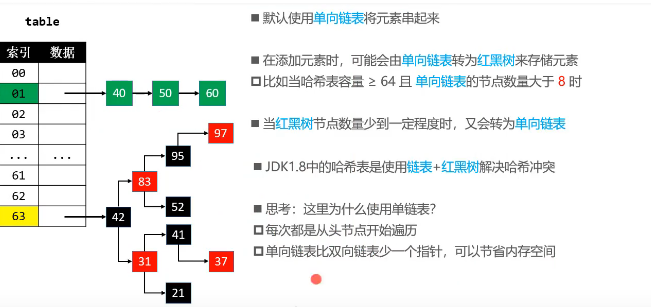 table
索引 数据
00
01
02
03
... ...
61
62
63
40 50 60
97
95
83
52
42
41
31
37
21
■ 默认使用单向链表将元素串起来
■ 在添加元素时，可能会由单向链表转为红黑树来存储元素
比如当哈希表容量 ≥ 64 且 单向链表的节点数量大于 8 时
■ 当红黑树节点数量少到一定程度时，又会转为单向链表
■ JDK1.8中的哈希表是使用链表+红黑树解决哈希冲突
■ 思考：这里为什么使用单链表？
每次都是从头节点开始遍历
单向链表比双向链表少一个指针，可以节省内存空间